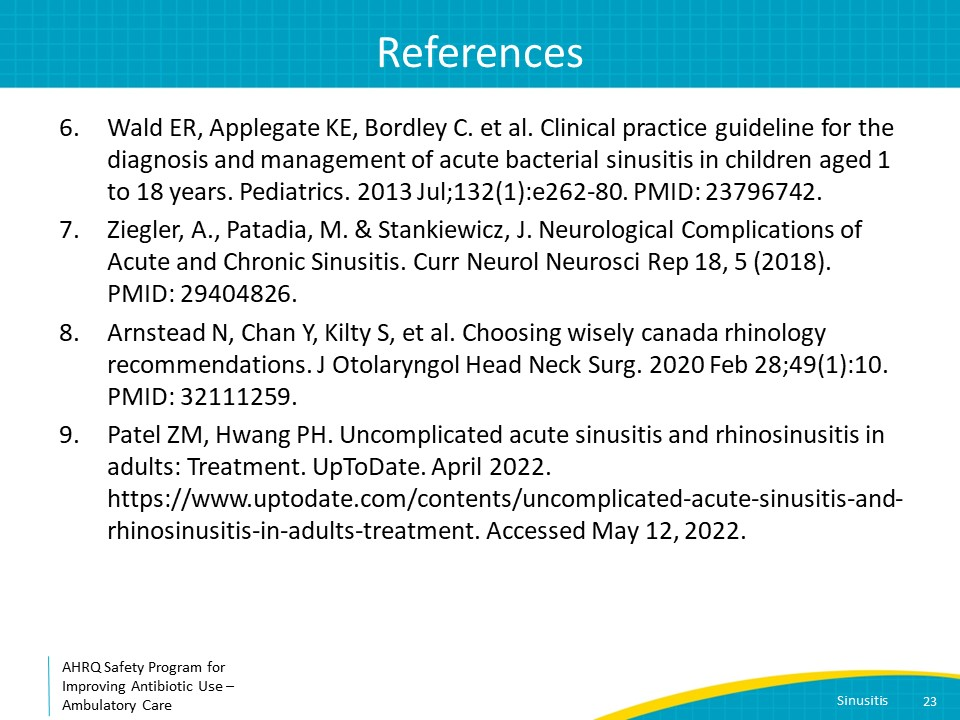 References
6. Wald ER, Applegate KE, Bordley C. et al. Clinical practice guideline for the
diagnosis and management of acute bacterial sinusitis in children aged 1
to 18 years. Pediatrics. 2013 Jul;132(1):e262-80. PMID: 23796742.
7. Ziegler, A., Patadia, M. & Stankiewicz, J. Neurological Complications of
Acute and Chronic Sinusitis. Curr Neurol Neurosci Rep 18, 5 (2018).
PMID: 29404826.
8. Arnstead N, Chan Y, Kilty S, et al. Choosing wisely canada rhinology
recommendations. J Otolaryngol Head Neck Surg. 2020 Feb 28;49(1):10.
PMID: 32111259.
9. Patel ZM, Hwang PH. Uncomplicated acute sinusitis and rhinosinusitis in
adults: Treatment. UpToDate. April 2022.
https://www.uptodate.com/contents/uncomplicated-acute-sinusitis-and-
rhinosinusitis-in-adults-treatment. Accessed May 12, 2022.
AHRQ Safety Program for
Improving Antibiotic Use –
Ambulatory Care
Sinusitis 23